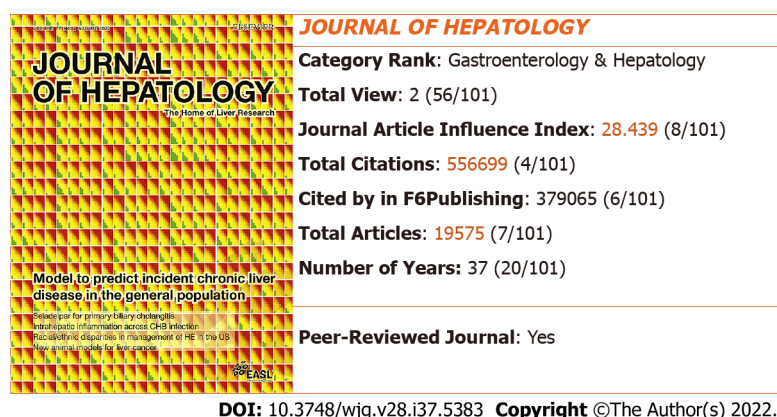 ELSEVIER
JOURNAL
OF HEPATOLOGY
The Home of Liver Research
Model to predict incident chronic liver
disease in the general population
Seladelpar for primary biliary cholangitis
Intrahepatic inflammation across CHB infection
Racial/ethnic disparities in management of HE in the US
New animal models for liver cancer
EASL
JOURNAL OF HEPATOLOGY
Category Rank: Gastroenterology & Hepatology
Total View: 2 (56/101)
Journal Article Influence Index: 28.439 (8/101)
Total Citations: 556699 (4/101)
Cited by in F6Publishing: 379065 (6/101)
Total Articles: 19575 (7/101)
Number of Years: 37 (20/101)
Peer-Reviewed Journal: Yes
DOI: 10.3748/wjg.v28.i37.5383 Copyright ©The Author(s) 2022.